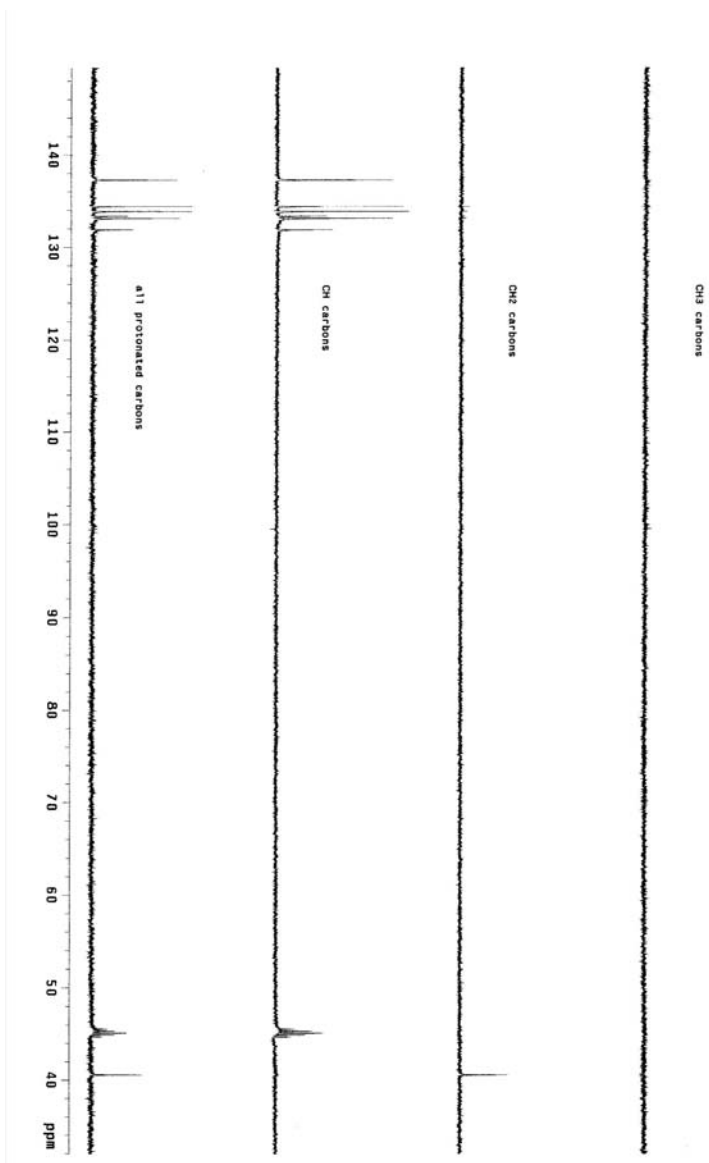 CH3 carbons
CH2 carbons
CH carbons
all protonated carbons
140 130 120 110 100 90 80 70 60 50 40 ppm